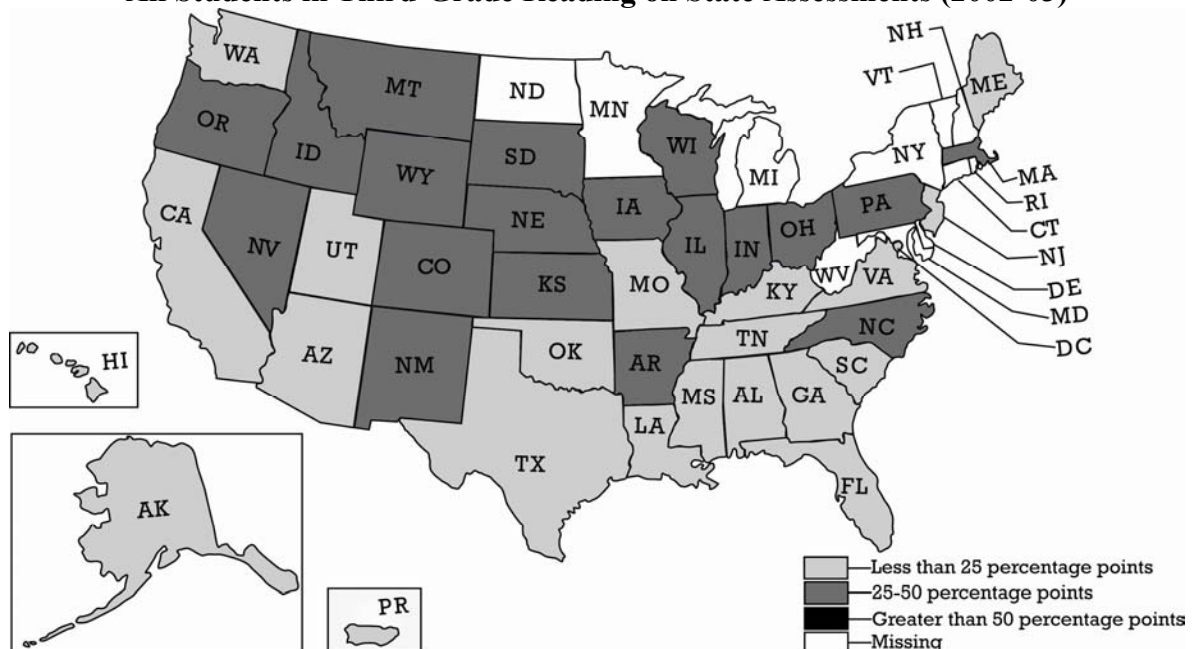 All Students in Third-Grade Reading on State Assessments (2002-03)
NH
WA
VT
ME
MT
ND
MN
OR
ID
SD
WI
NY
WY
MI
MA
RI
CA
NE
IA
PA
CT
NV
UT
CO
IL
IN
OH
NJ
KS
MO
WV
VA
DE
KY
MD
NC
DC
AZ
NM
OK
AR
TN
SC
HI
MS
AL
GA
LA
TX
FL
AK
Less than 25 percentage points
25-50 percentage points
PR
Greater than 50 percentage points
Missing